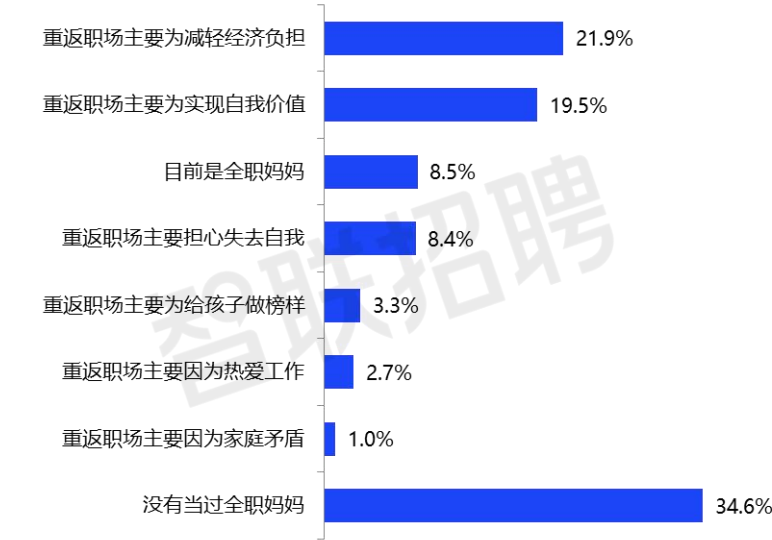 重返职场主要为减轻经济负担 21.9%
重返职场主要为实现自我价值 19.5%
目前是全职妈妈 8.5%
重返职场主要担心失去自我 8.4%
重返职场主要为给孩子做榜样 3.3%
重返职场主要因为热爱工作 2.7%
重返职场主要因为家庭矛盾 1.0%
没有当过全职妈妈 34.6%
智联招聘